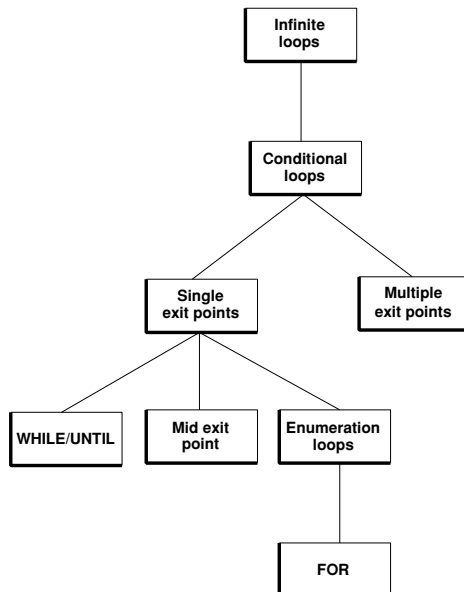 Infinite
loops
Conditional
loops
Single
exit points
Multiple
exit points
WHILE/UNTIL
Mid exit
point
Enumeration
loops
FOR